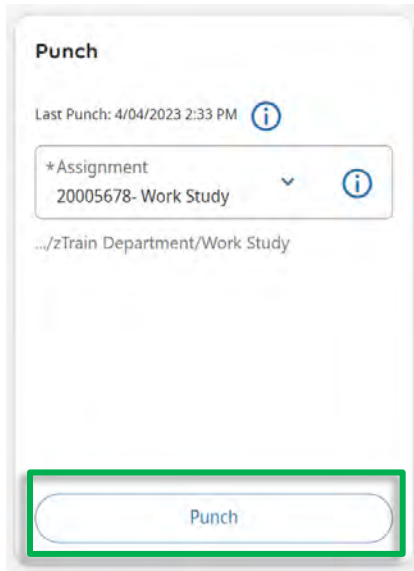 Punch
Last Punch: 4/04/2023 2:33 PM
*Assignment
20005678- Work Study
.../zTrain Department/Work Study
Punch